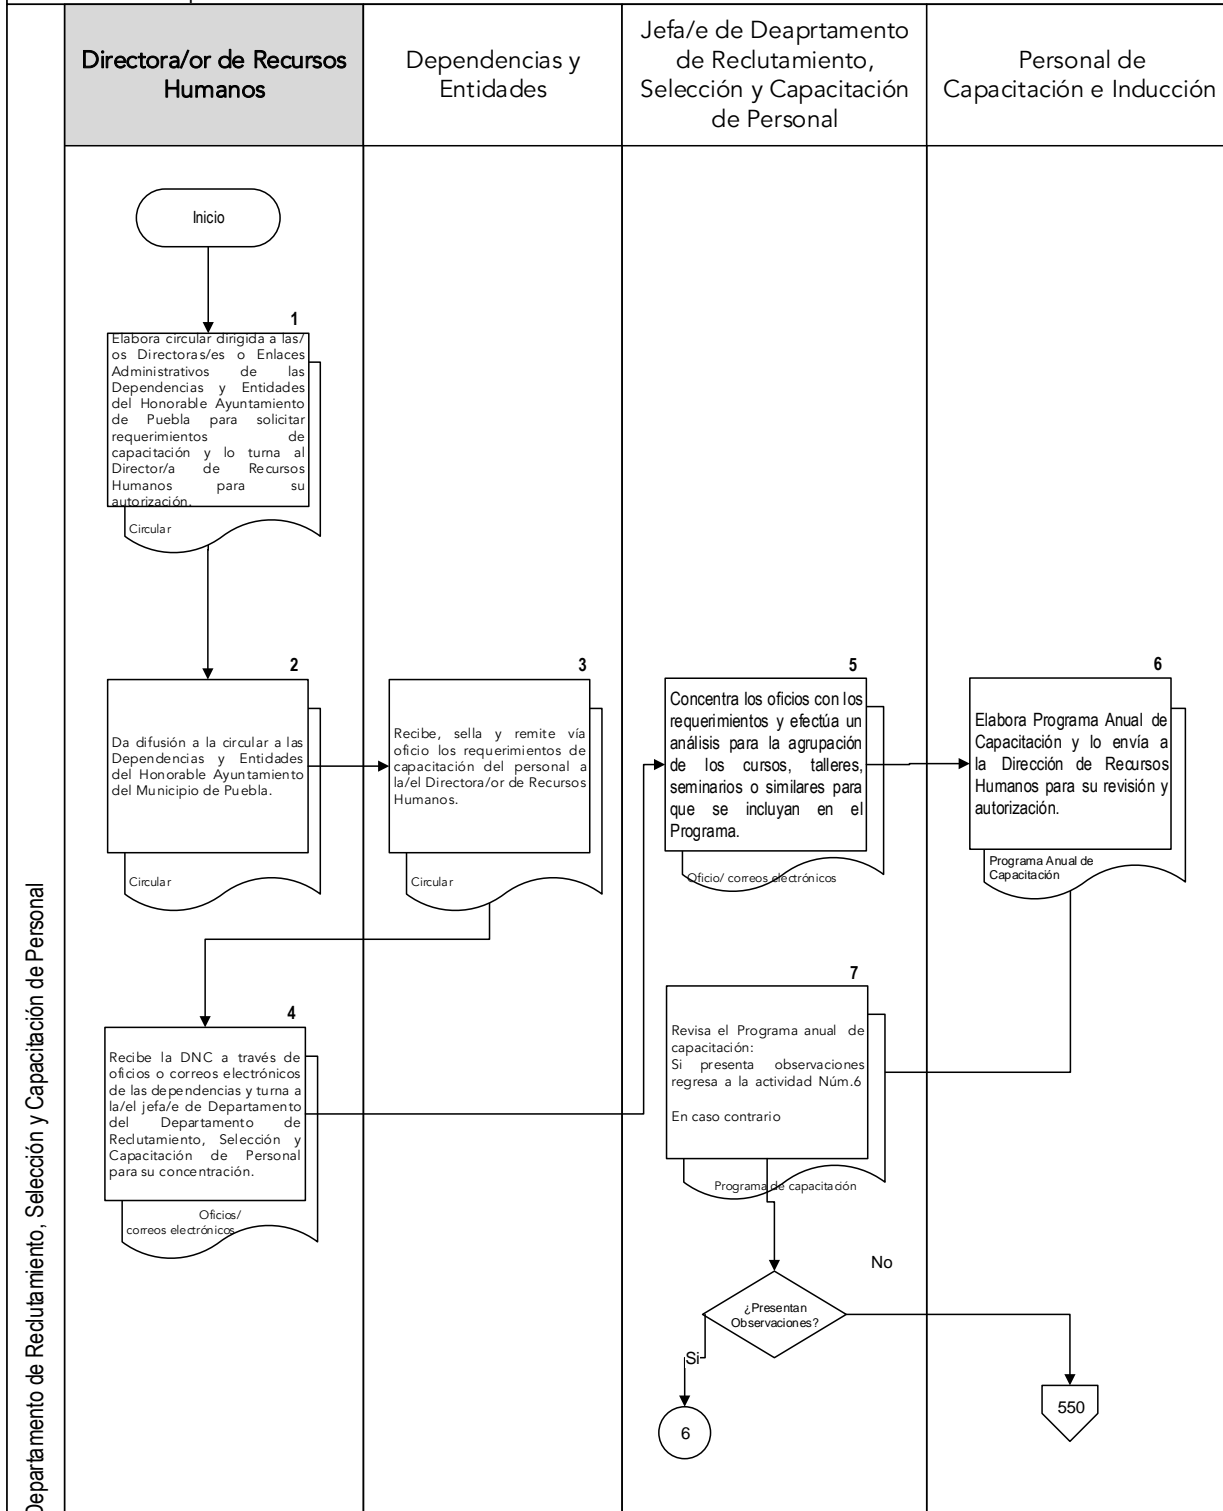 Directora/or de Recursos
Humanos
Dependencias y
Entidades
Jefa/e de Deaprtamento
de Reclutamiento,
Selección y Capacitación
de Personal
Personal de
Capacitación e Inducción
Departamento de Reclutamiento, Selección y Capacitación de Personal
Inicio
1
Elabora circular dirigida a las/
os Directoras/es o Enlaces
Administrativos de las
Dependencias y Entidades
del Honorable Ayuntamiento
de Puebla para solicitar
requerimientos de
capacitación y lo turna al
Director/a de Recursos
Humanos para su
autorización.
Circular
2
Da difusión a la circular a las
Dependencias y Entidades
del Honorable Ayuntamiento
del Municipio de Puebla.
Circular
3
Recibe, sella y remite vía
oficio los requerimientos de
capacitación del personal a
la/el Directora/or de Recursos
Humanos.
Circular
4
Recibe la DNC a través de
oficios o correos electrónicos
de las dependencias y turna a
la/el jefa/e de Departamento
del Departamento de
Reclutamiento, Selección y
Capacitación de Personal
para su concentración.
Oficios/
correos electrónicos
5
Concentra los oficios con los
requerimientos y efectúa un
análisis para la agrupación
de los cursos, talleres,
seminarios o similares para
que se incluyan en el
Programa.
Oficio/ correos electrónicos
6
Elabora Programa Anual de
Capacitación y lo envía a
la Dirección de Recursos
Humanos para su revisión y
autorización.
Programa Anual de
Capacitación
7
Revisa el Programa anual de
capacitación:
Si presenta observaciones
regresa a la actividad Núm.6
En caso contrario
Programa de capacitación
No
¿Presentan
Observaciones?
Si
6
550